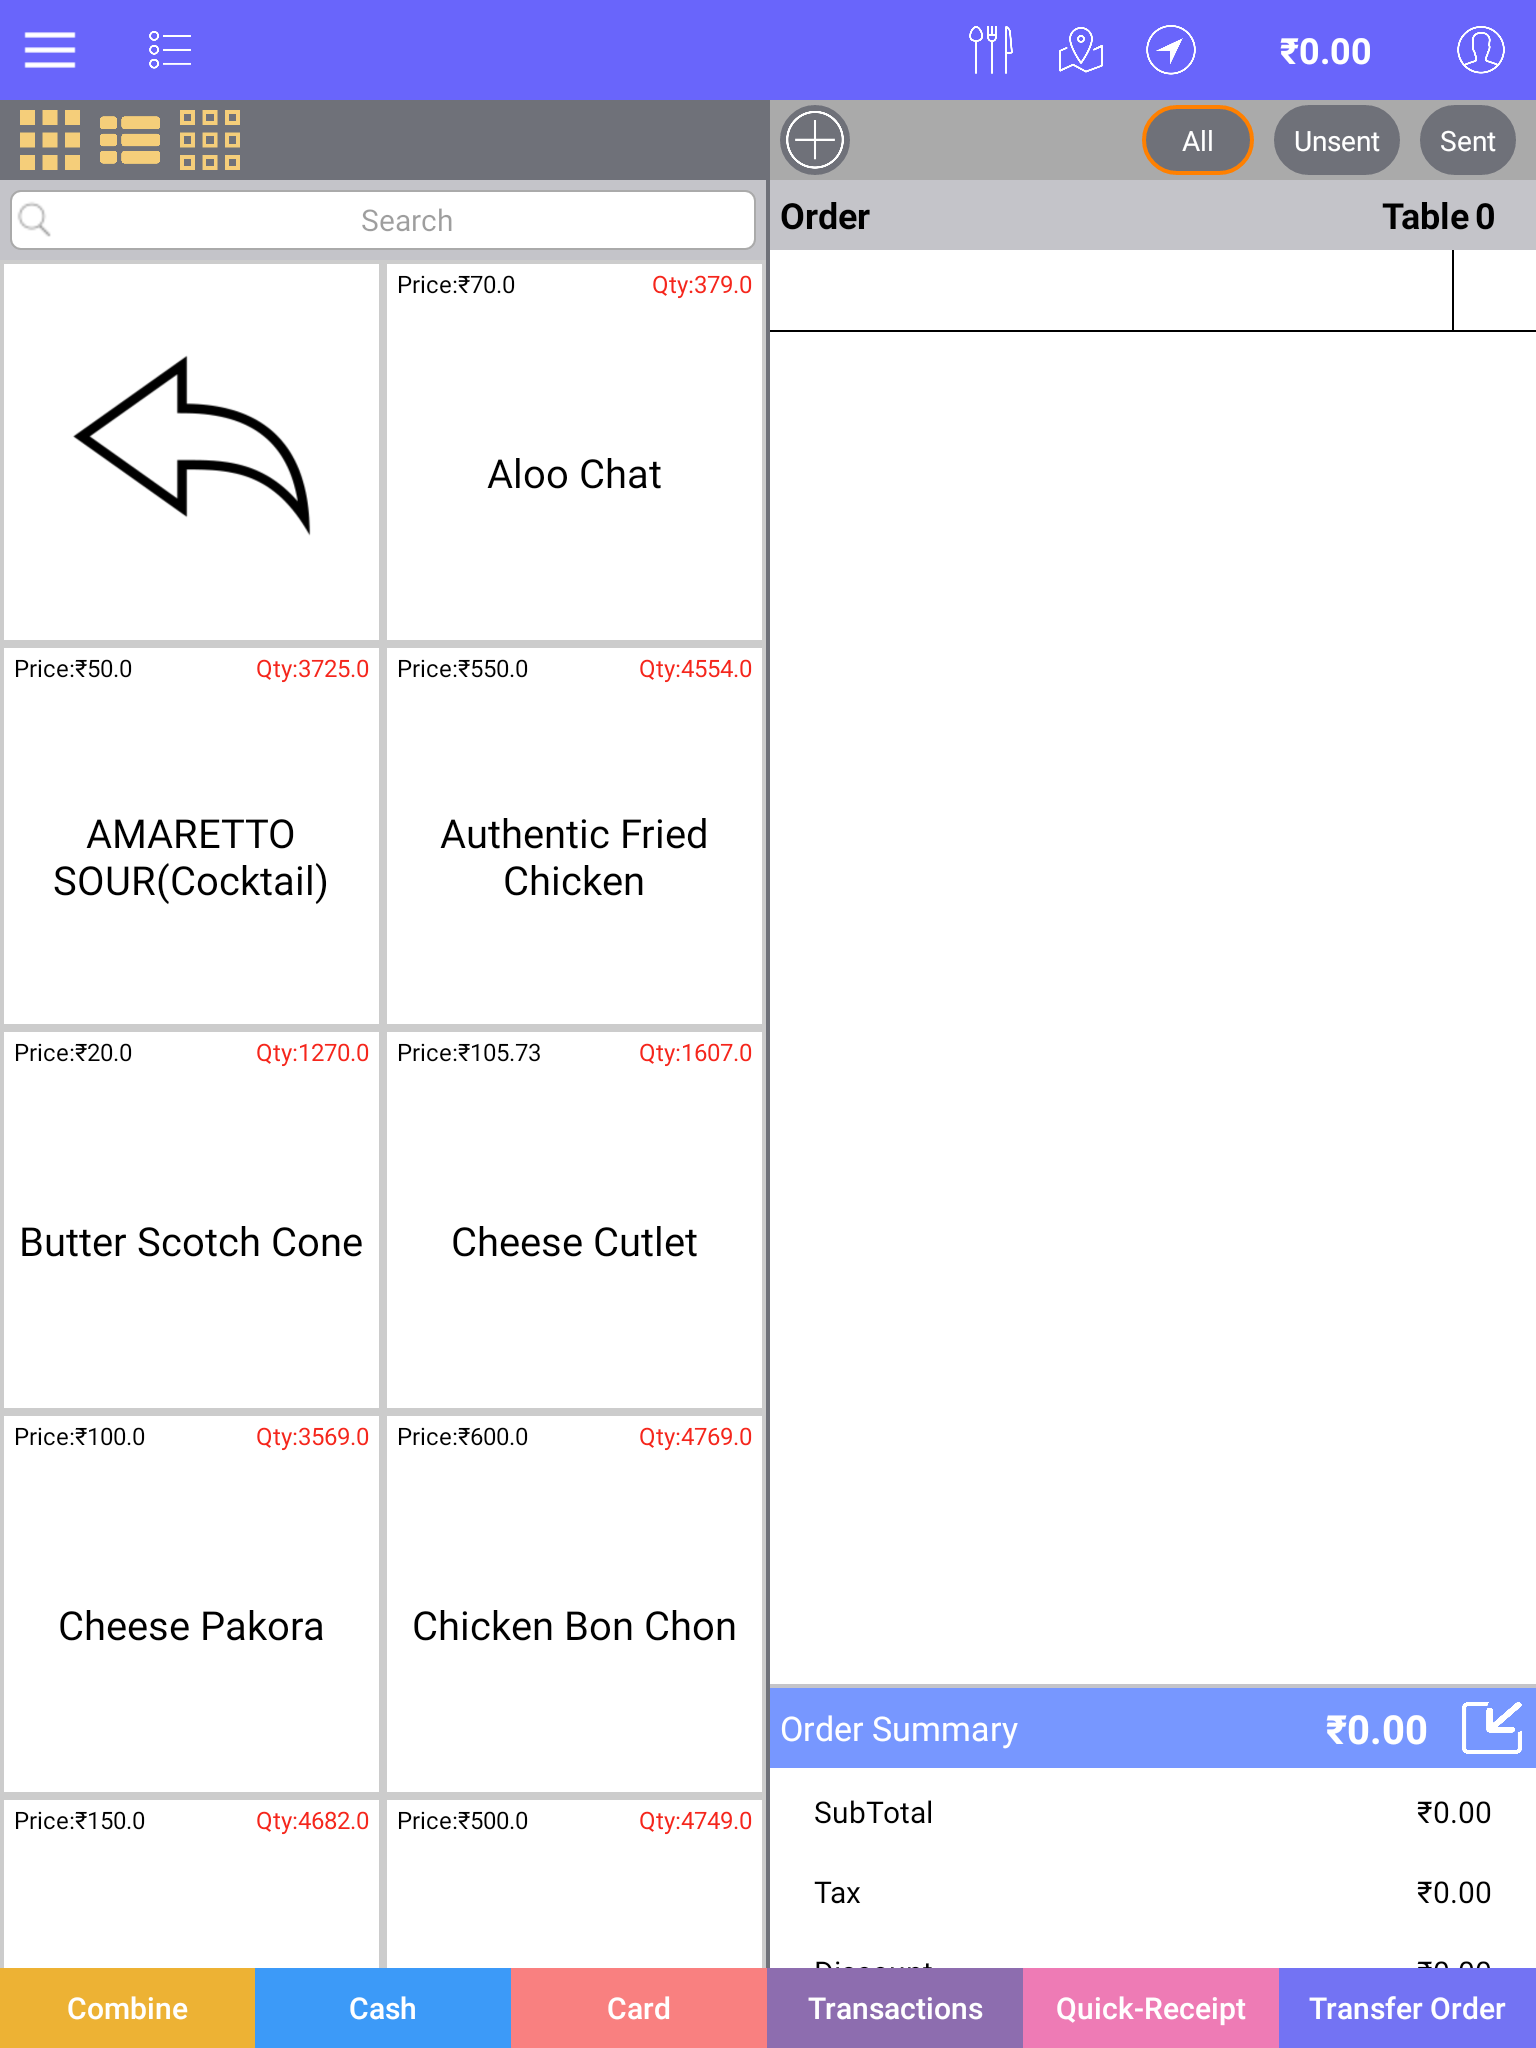 ₹0.00
All
Unsent
Sent
Search
Order
Table 0
Price:₹70.0
Qty:379.0
Aloo Chat
Price:₹50.0
Qty:3725.0
AMARETTO
SOUR(Cocktail)
Price:₹550.0
Qty:4554.0
Authentic Fried
Chicken
Price:₹20.0
Qty:1270.0
Butter Scotch Cone
Price:₹105.73
Qty:1607.0
Cheese Cutlet
Price:₹100.0
Qty:3569.0
Cheese Pakora
Price:₹600.0
Qty:4769.0
Chicken Bon Chon
Price:₹150.0
Qty:4682.0
Price:₹500.0
Qty:4749.0
Order Summary
₹0.00
SubTotal
₹0.00
Tax
₹0.00
Combine
Cash
Card
Transactions
Quick-Receipt
Transfer Order